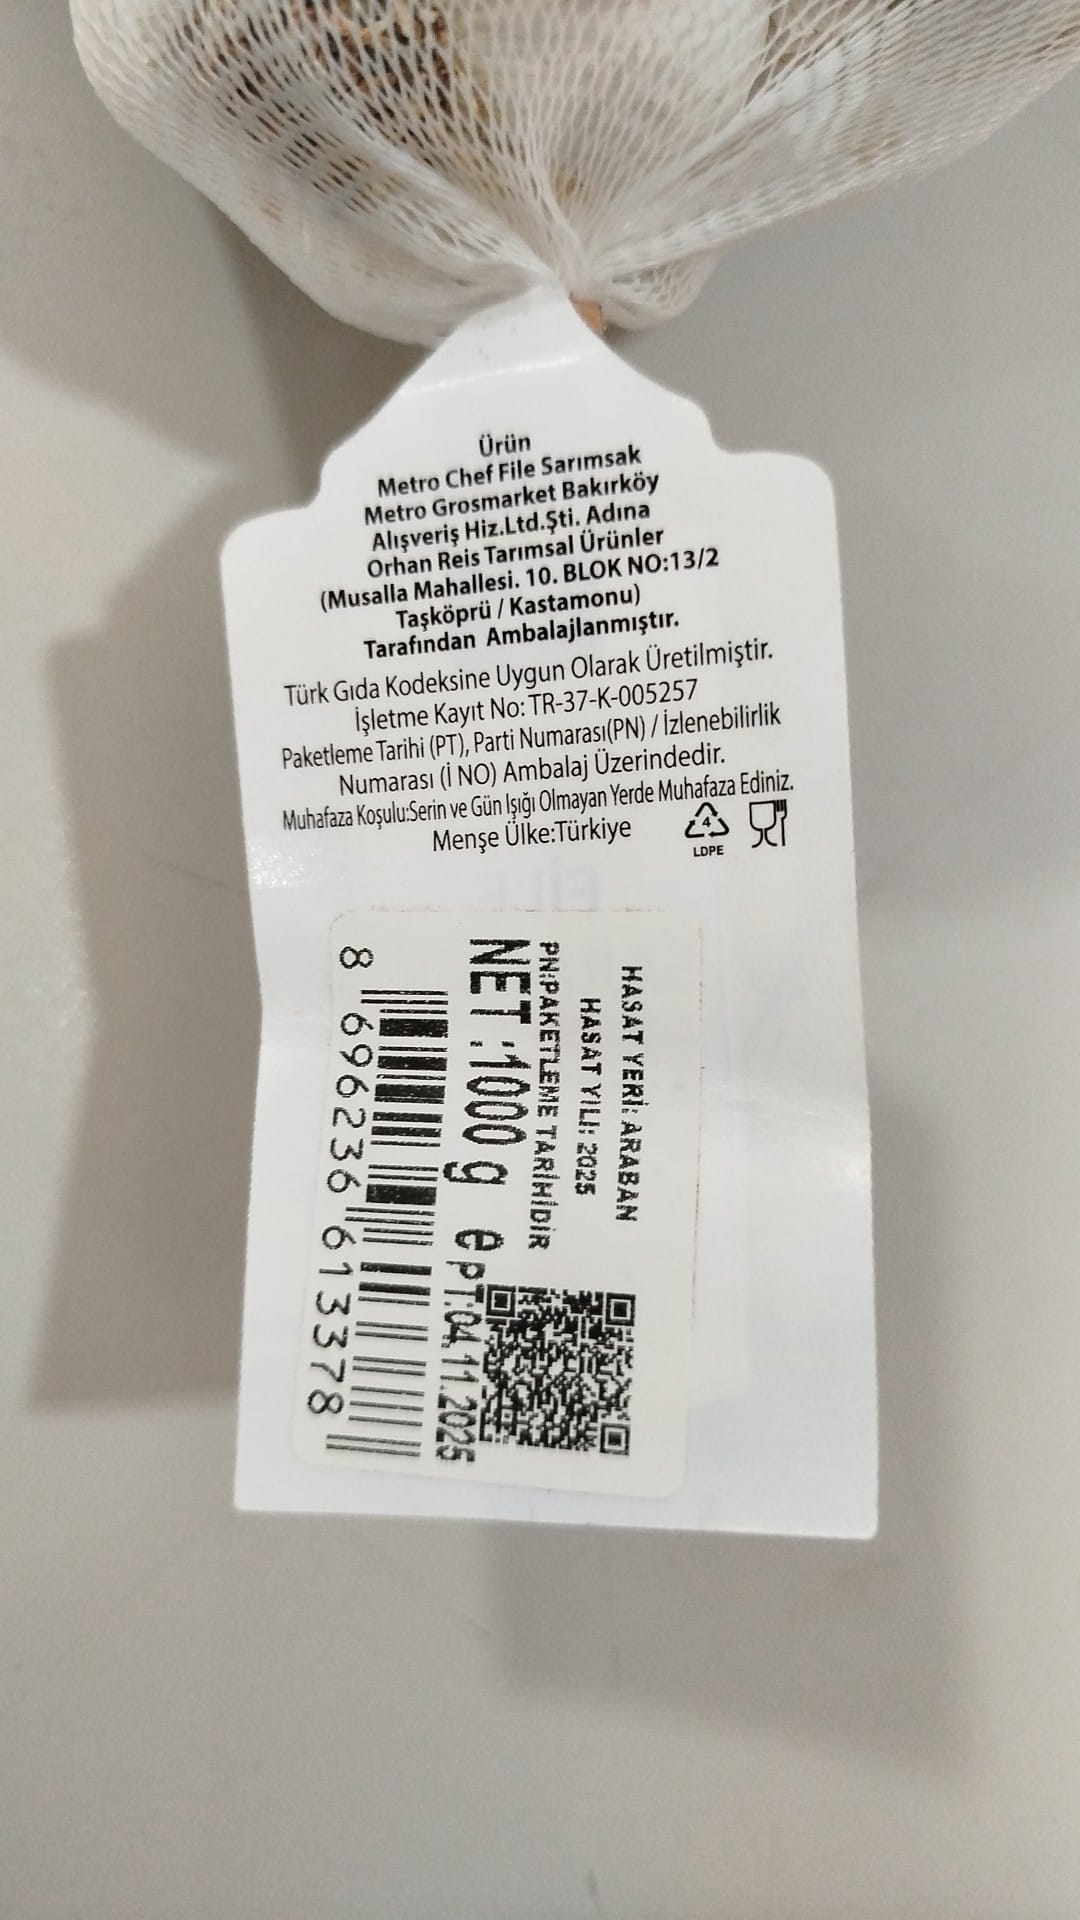 Ürün
Metro Chef File Sarımsak
Metro Grosmarket Bakırköy
Alışveriş Hiz.Ltd.Şti. Adına
Orhan Reis Tarımsal Ürünler
(Musalla Mahallesi. 10. BLOK NO:13/2
Taşköprü / Kastamonu)
Tarafından Ambalajlanmıştır.
Türk Gıda Kodeksine Uygun Olarak Üretilmiştir.
İşletme Kayıt No: TR-37-K-005257
Paketleme Tarihi (PT), Parti Numarası(PN) / İzlenebilirlik
Numarası (İ NO) Ambalaj Üzerindedir.
Muhafaza Koşulu:Serin ve Gün Işığı Olmayan Yerde Muhafaza Ediniz.
Menşe Ülke:Türkiye
4
LDPE
HASAT YERİ: ARABAN
HASAT YILI: 2025
PN:PAKETLEME TARİHİDİR
NET :1000 g e
PT:04.11.2025
8 696236 613378